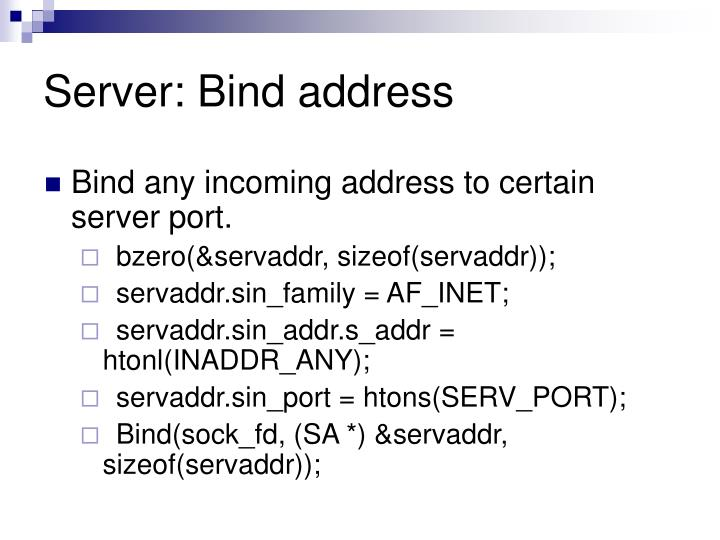 Server: Bind address
Bind any incoming address to certain
server port.
bzero(&servaddr, sizeof(servaddr));
servaddr.sin_family = AF_INET;
servaddr.sin_addr.s_addr =
htonl(INADDR_ANY);
servaddr.sin_port = htons(SERV_PORT);
Bind(sock_fd, (SA *) &servaddr,
sizeof(servaddr));